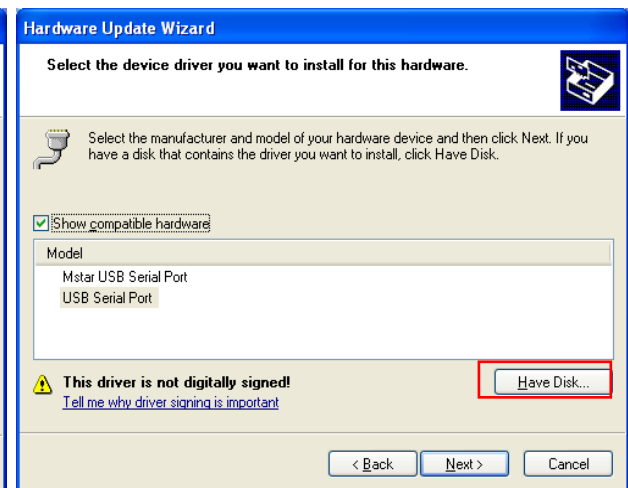 Hardware Update Wizard
Select the device driver you want to install for this hardware.
Select the manufacturer and model of your hardware device and then click Next. If you
have a disk that contains the driver you want to install, click Have Disk.
Show compatible hardware
Model
Mstar USB Serial Port
USB Serial Port
This driver is not digitally signed!
Have Disk...
Tell me why driver signing is important
< Back
Next >
Cancel